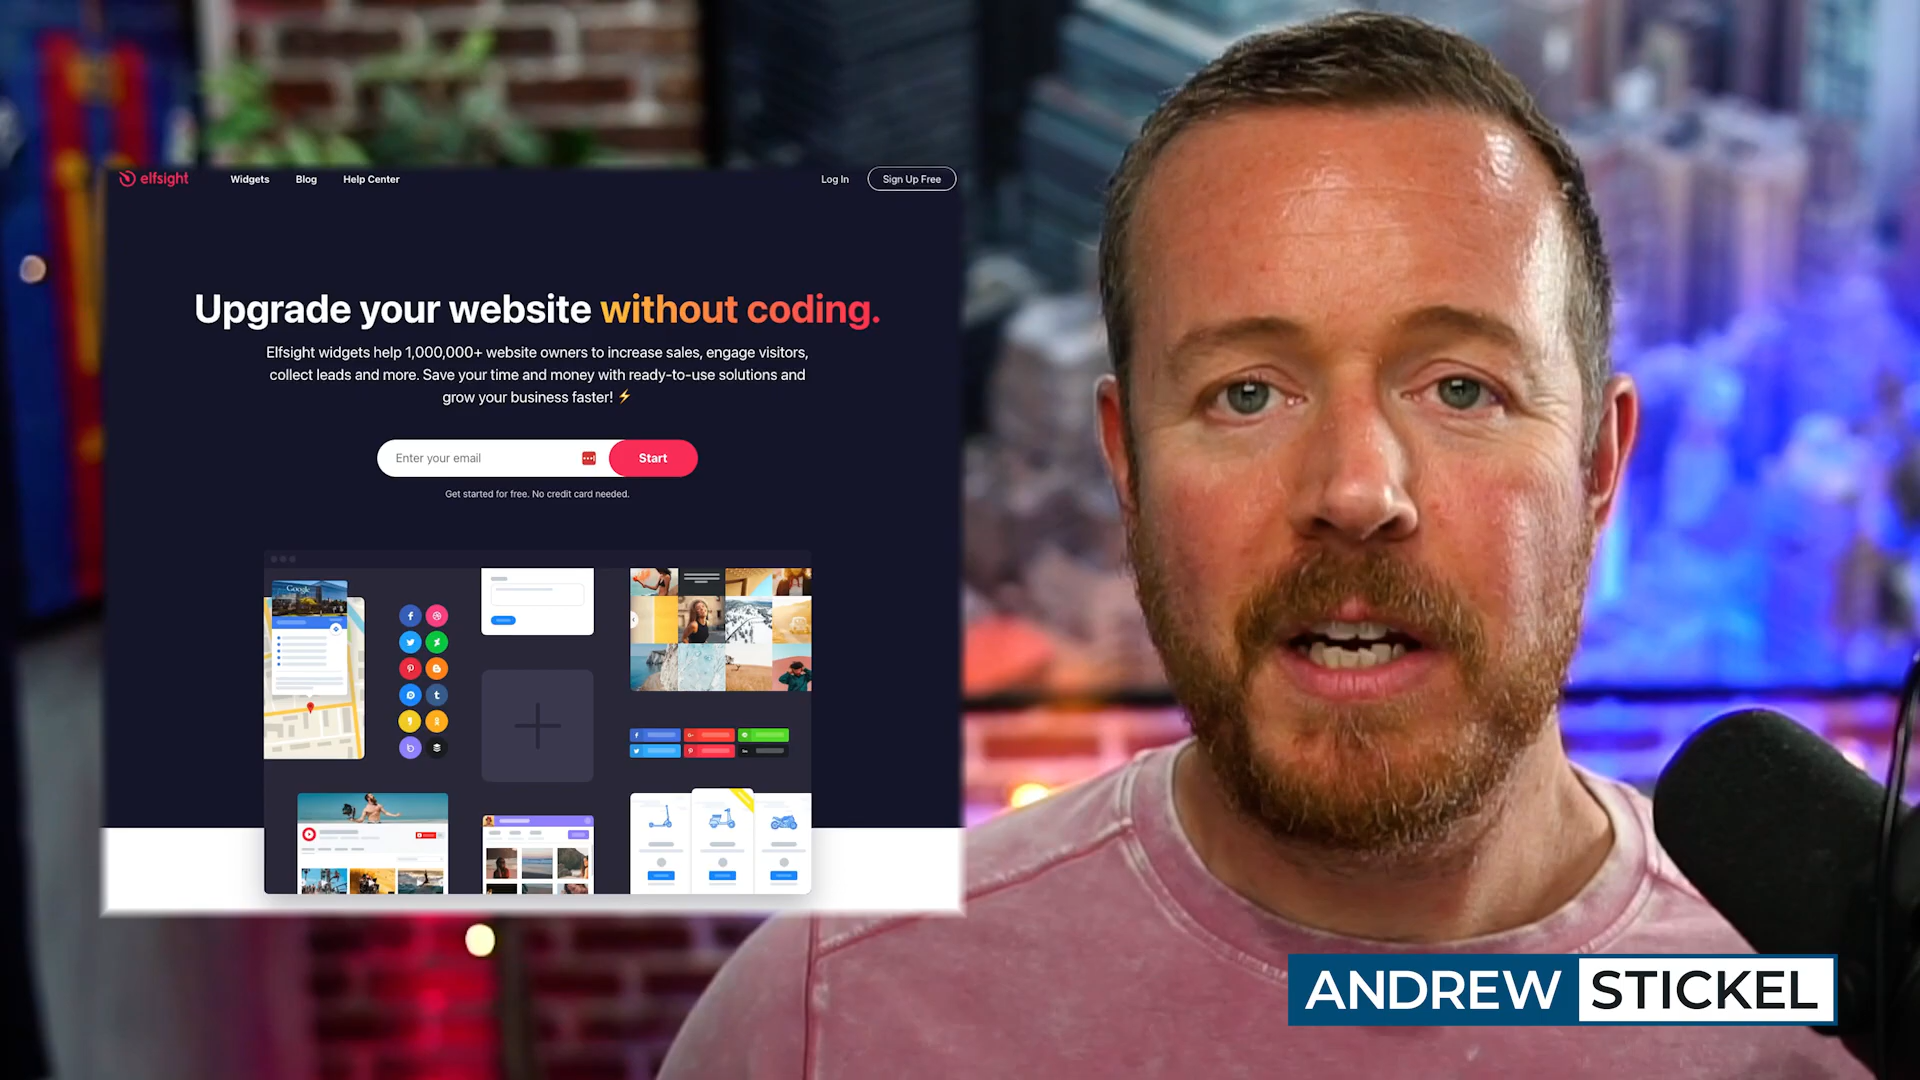 elfsight Widgets Blog Help Center Log In Sign Up Free
Upgrade your website without coding.
Elfsight widgets help 1,000,000+ website owners to increase sales, engage visitors,
collect leads and more. Save your time and money with ready-to-use solutions and
grow your business faster! ⚡
Enter your email Start
Get started for free. No credit card needed.
Google
ANDREW STICKEL